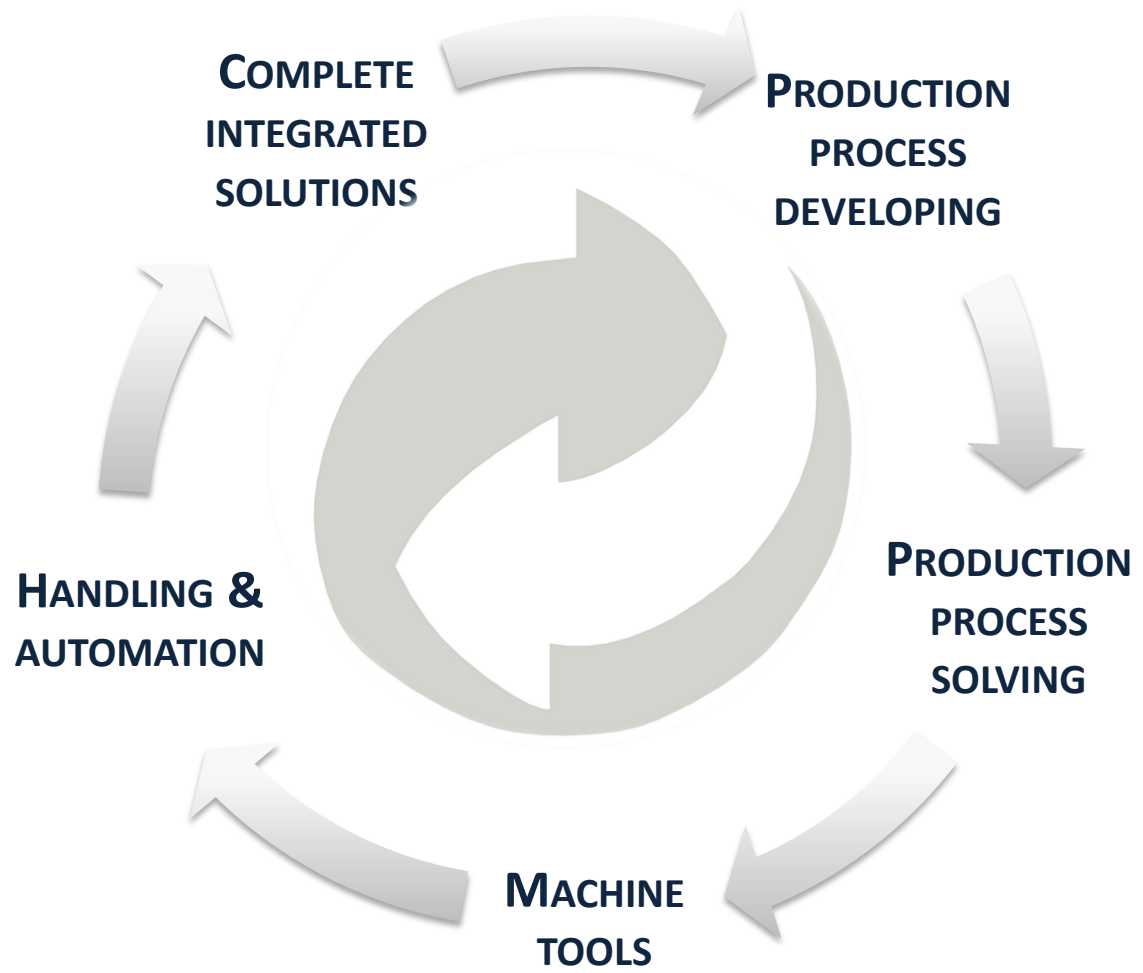 COMPLETE
INTEGRATED
SOLUTIONS
PRODUCTION
PROCESS
DEVELOPING
PRODUCTION
PROCESS
SOLVING
MACHINE
TOOLS
HANDLING &
AUTOMATION